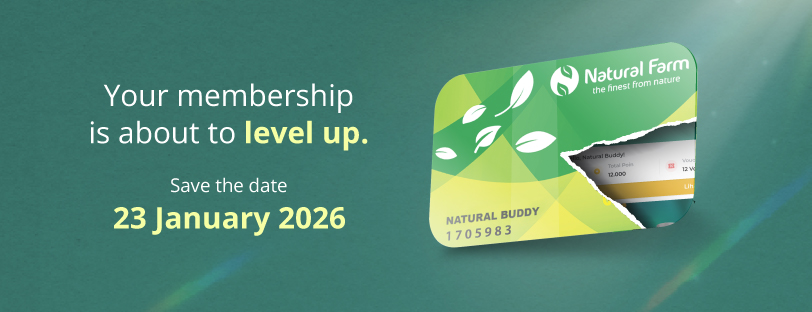 Your membership
is about to level up.
Save the date
23 January 2026
Natural Farm
the finest from nature
Natural Buddy!
Total Poin
12.000
12
NATURAL BUDDY
1705983